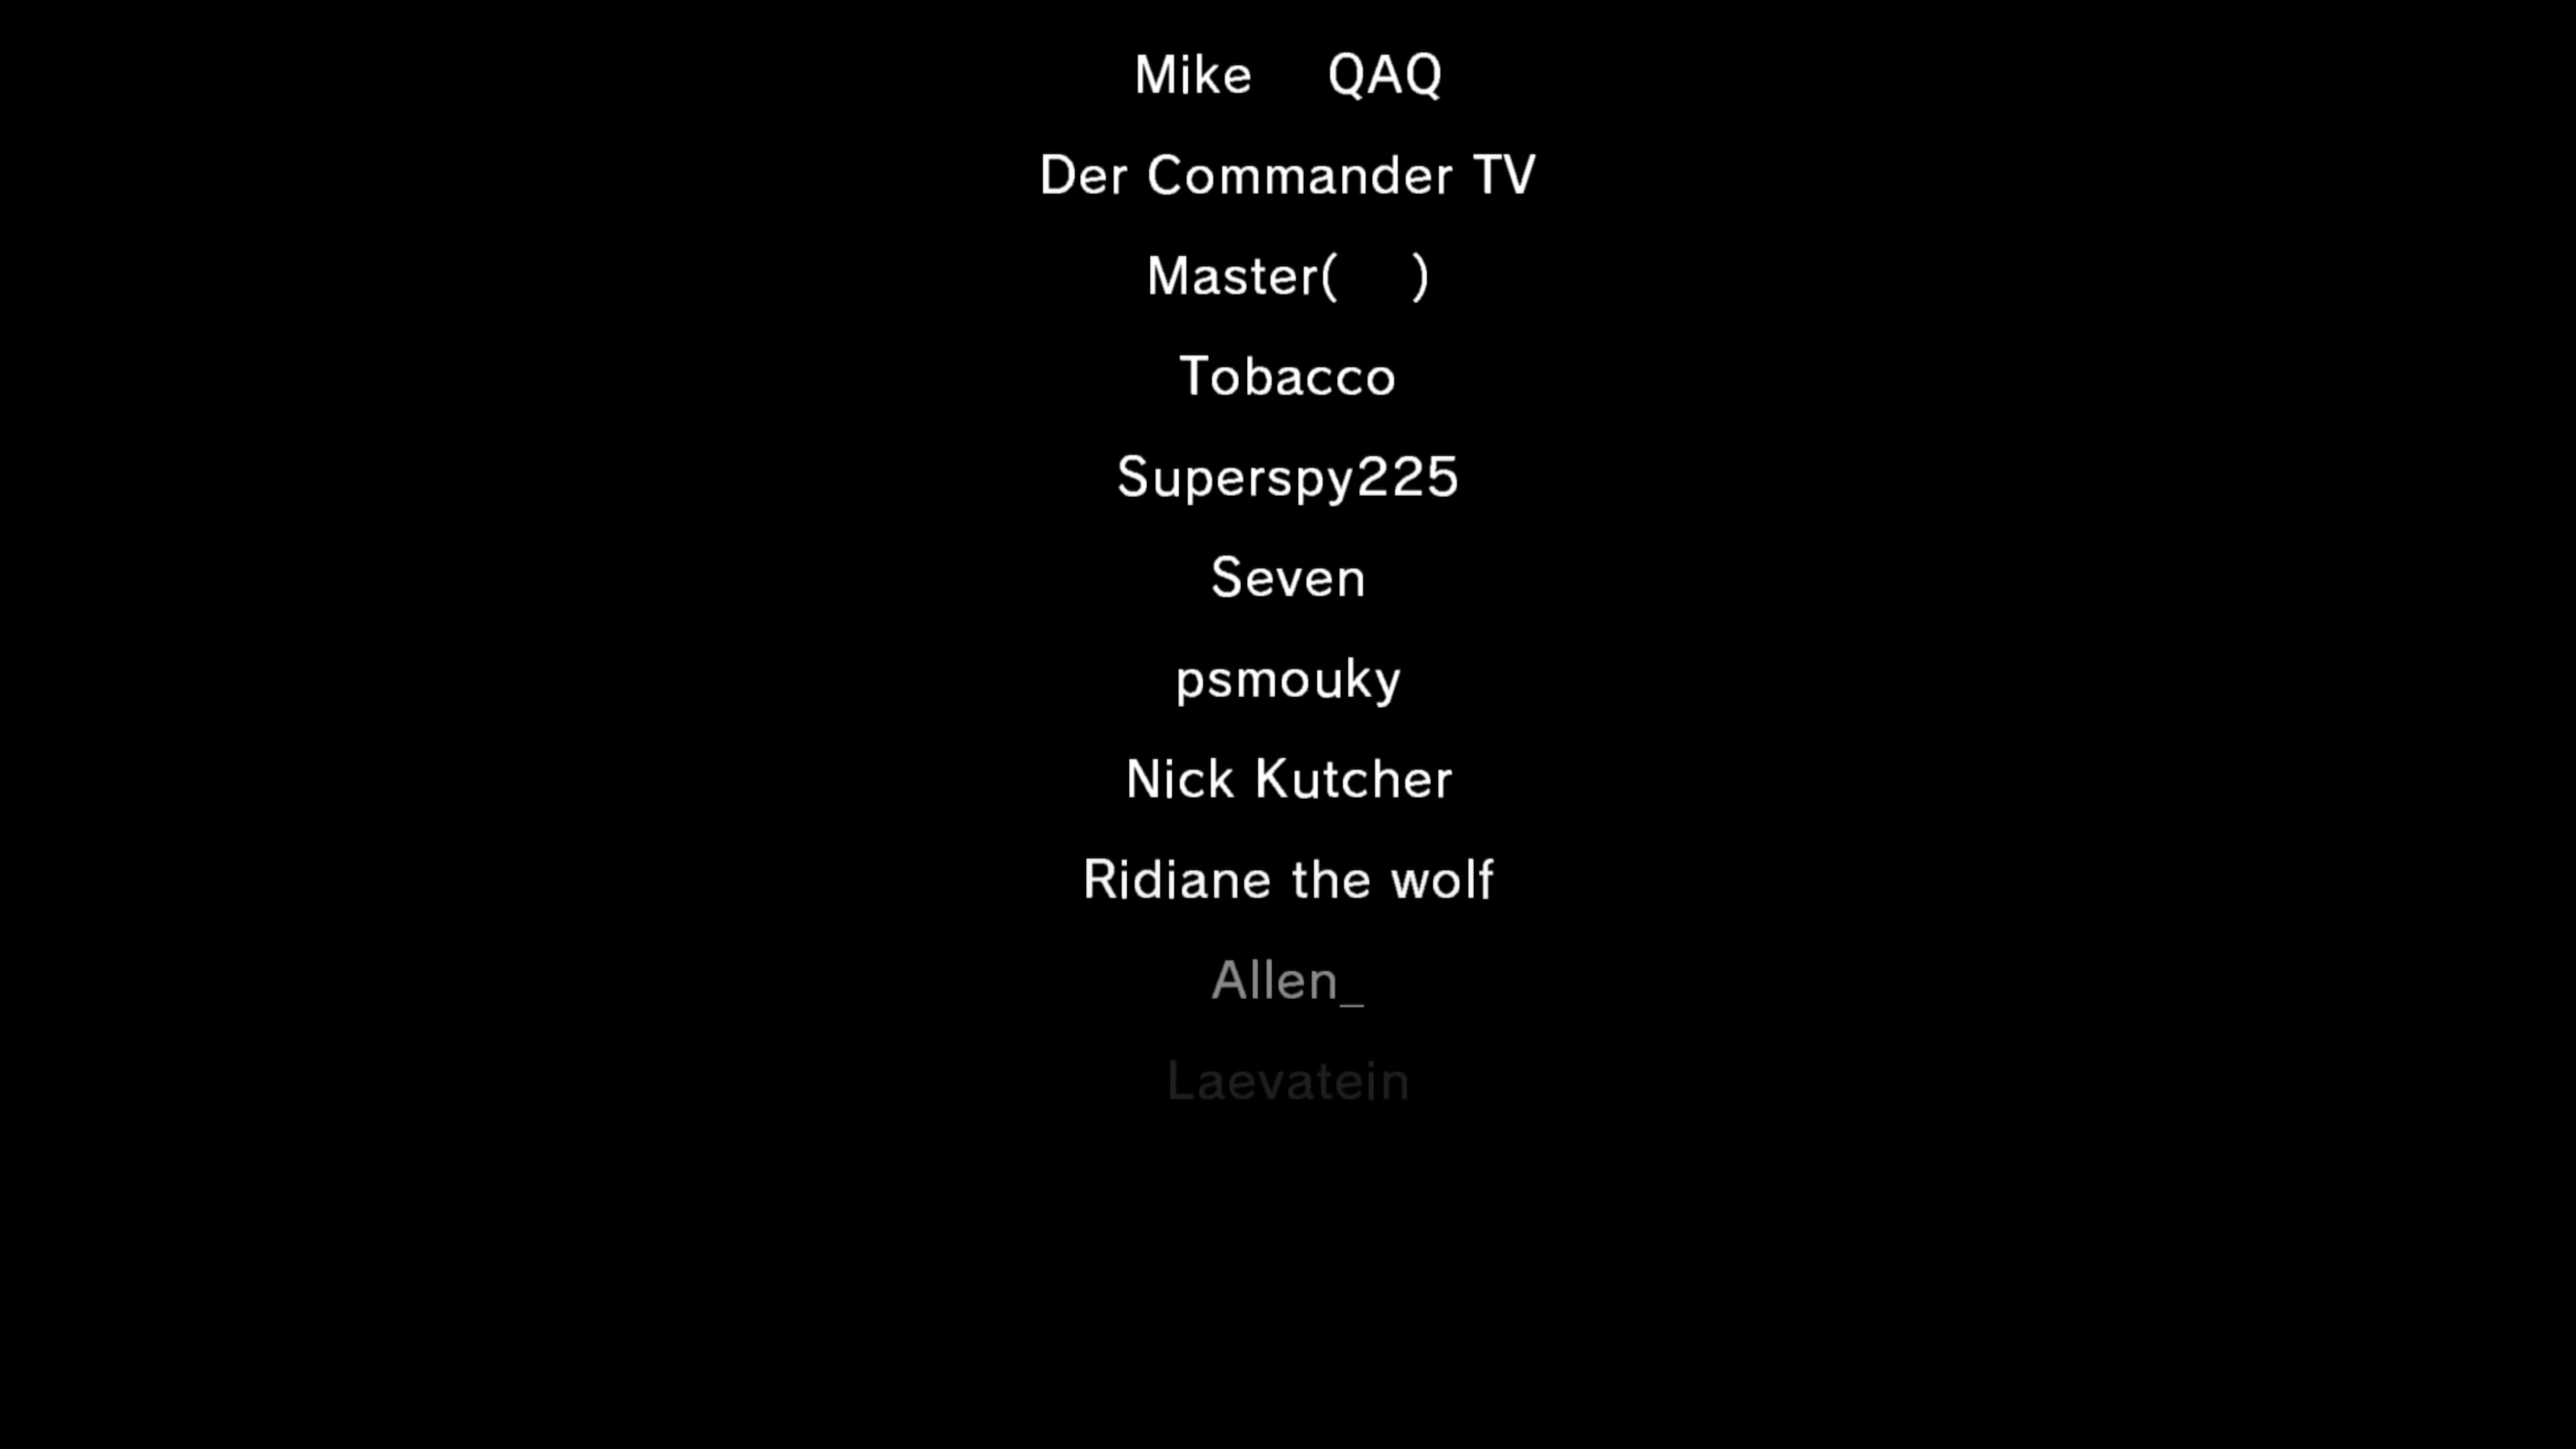 Mike    QAQ
Der Commander TV
Master(    )
Tobacco
Superspy225
Seven
psmouky
Nick Kutcher
Ridiane the wolf
Allen_
Laevatein